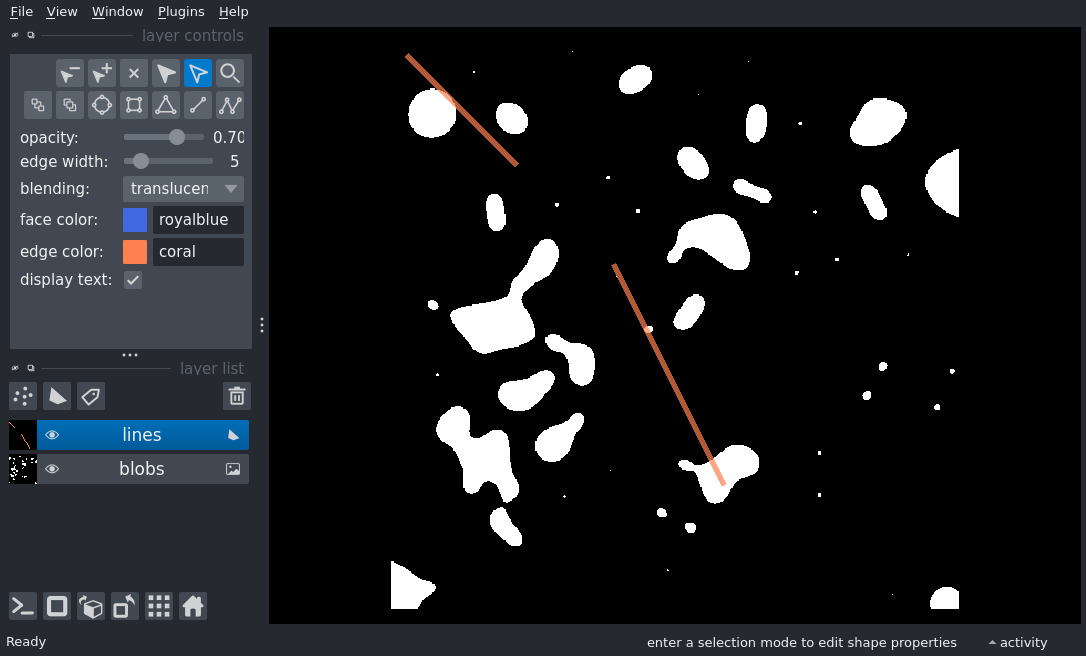 File View Window Plugins Help
layer controls
opacity: 0.70
edge width: 5
blending: translucen
face color: royalblue
edge color: coral
display text:
layer list
lines
blobs
Ready enter a selection mode to edit shape properties activity